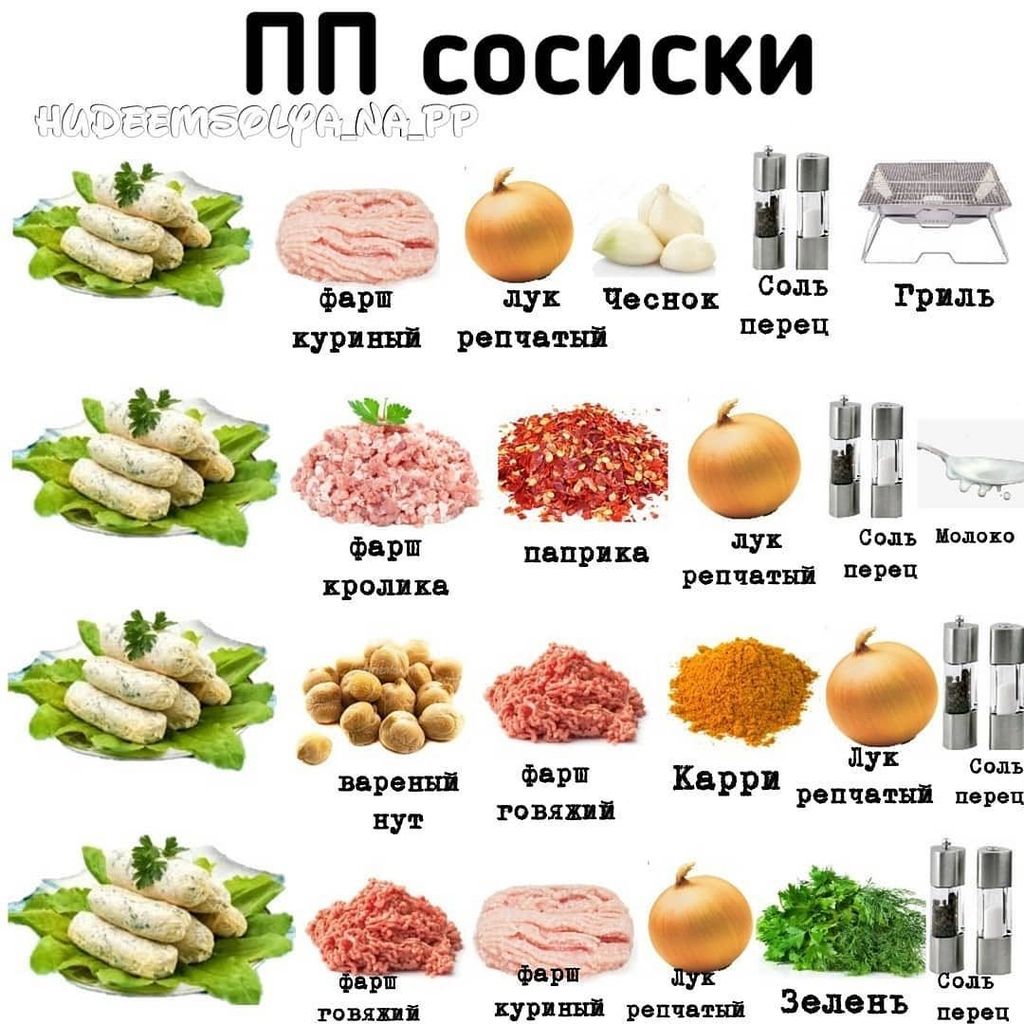 ПП сосиски
HUDEEMSOLYA_NA_PP
фарш куриный
лук репчатый
Чеснок
Соль перец
Гриль
фарш кролика
паприка
лук репчатый
Соль перец
Молоко
вареный нут
фарш говяжий
Карри
Лук репчатый
Соль перец
фарш говяжий
фарш куриный
Лук репчатый
Зелень
Соль перец